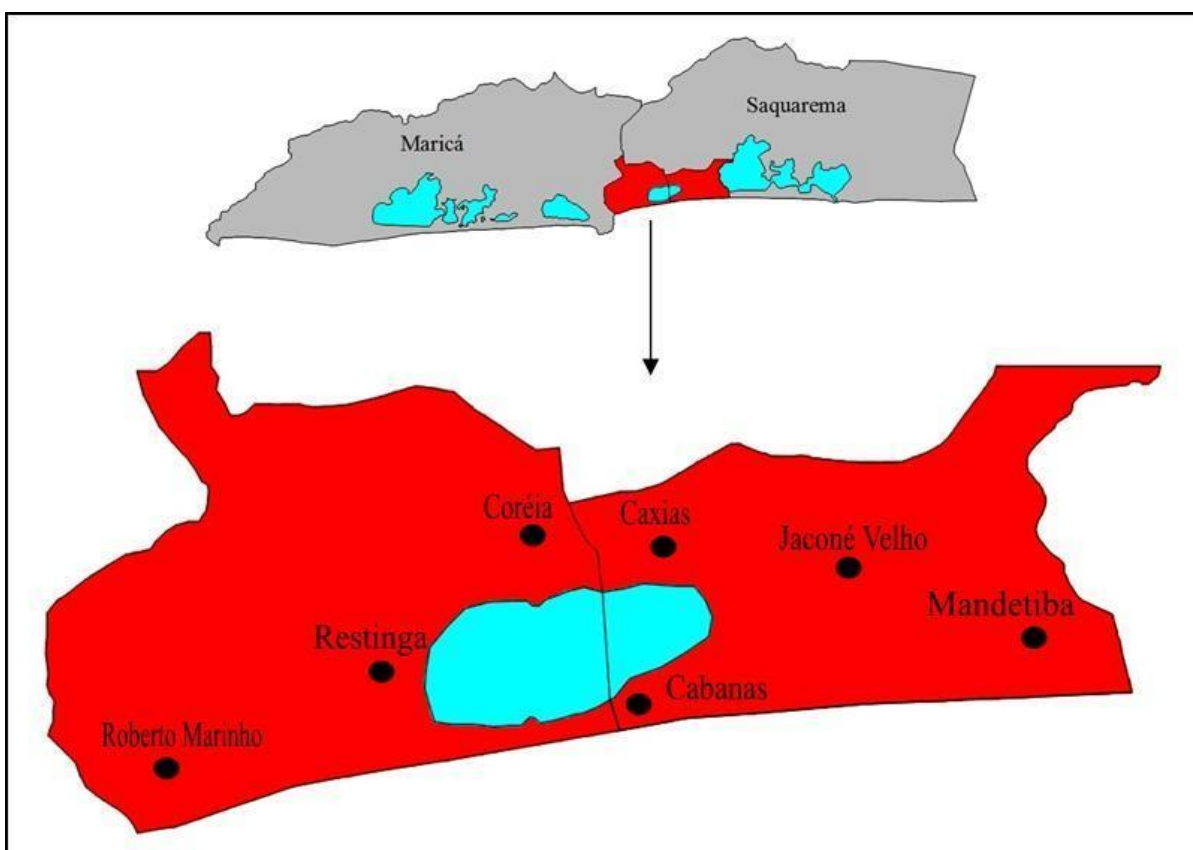 Saquarema
Maricá
Coréia
Caxias
Jaconé Velho
Mandetiba
Restinga
Cabanas
Roberto Marinho